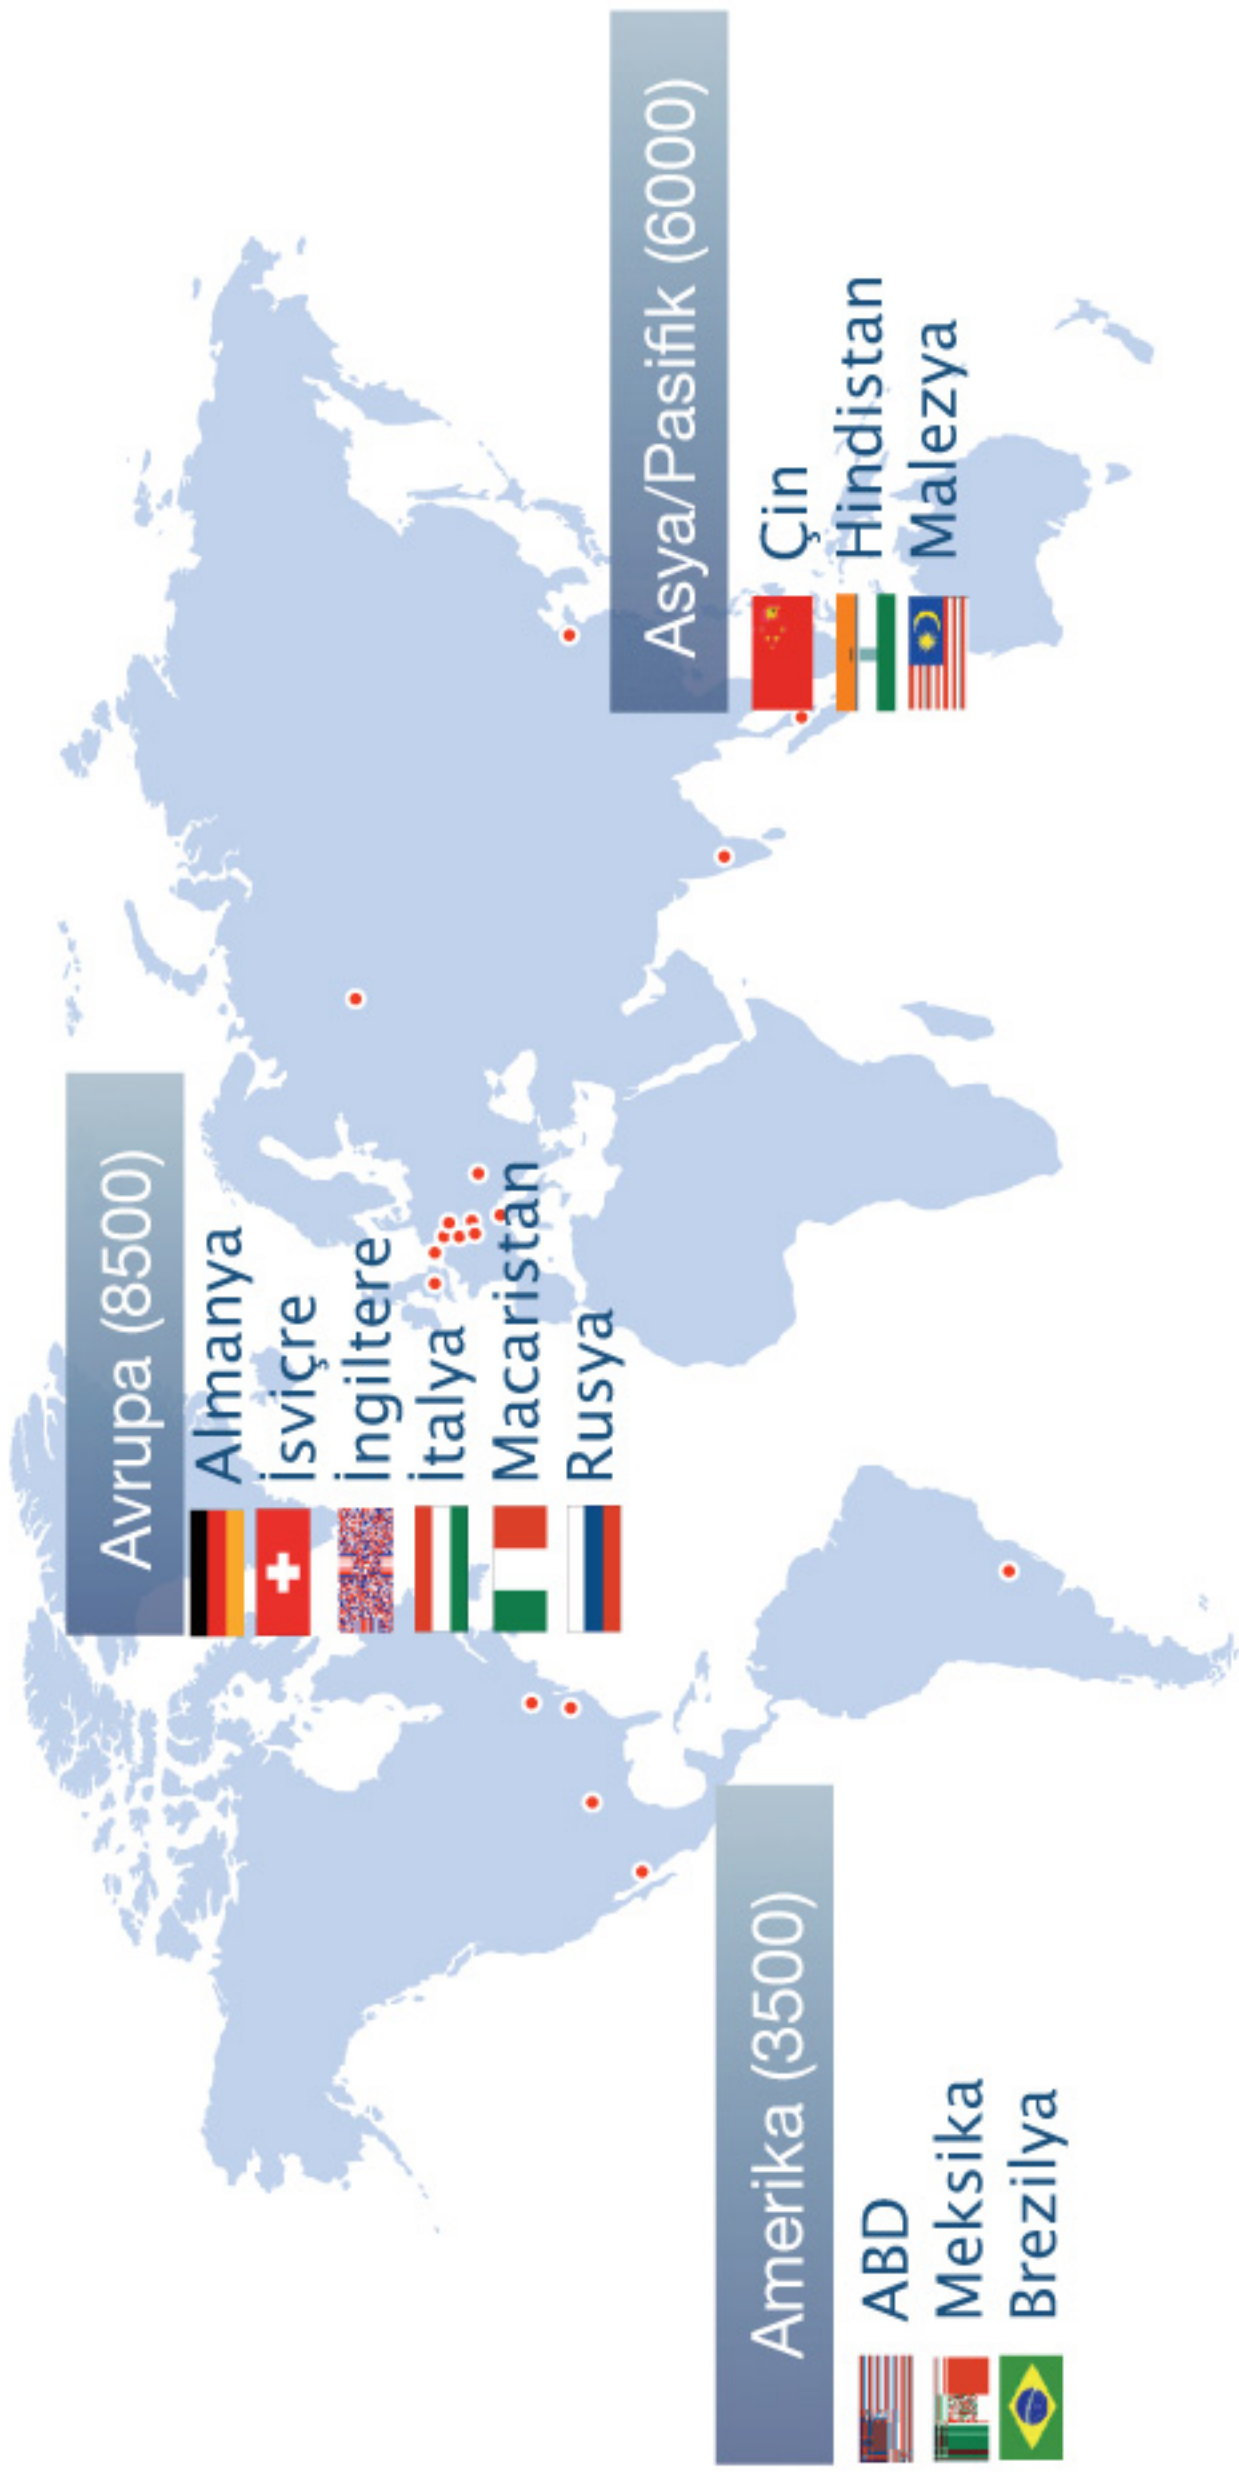 Avrupa (8500)
Almanya
İsviçre
İngiltere
İtalya
Macaristan
Rusya
Asya/Pasifik (6000)
Çin
Hindistan
Malezya
Amerika (3500)
ABD
Meksika
Brezilya